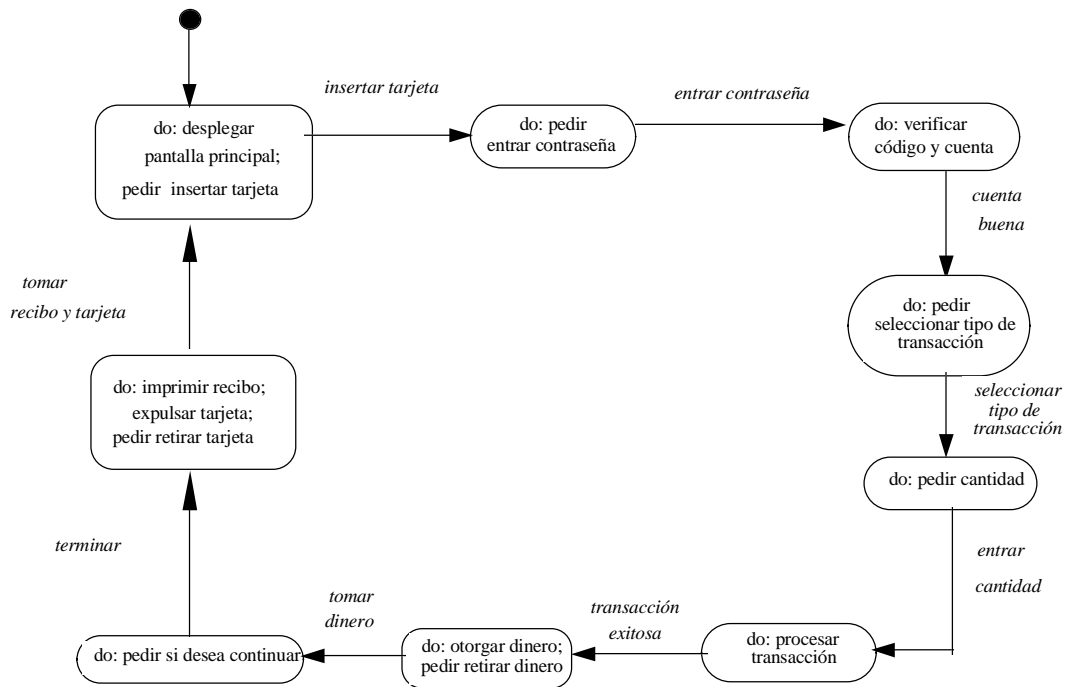 insertar tarjeta
entrar contraseña
do: desplegar
pantalla principal;
pedir insertar tarjeta
do: pedir
entrar contraseña
do: verificar
código y cuenta
cuenta
buena
do: pedir
seleccionar tipo de
transacción
tomar
recibo y tarjeta
do: imprimir recibo;
expulsar tarjeta;
pedir retirar tarjeta
seleccionar
tipo de
transacción
do: pedir cantidad
entrar
cantidad
terminar
tomar
dinero
transacción
exitosa
do: pedir si desea continuar
do: otorgar dinero;
pedir retirar dinero
do: procesar
transacción